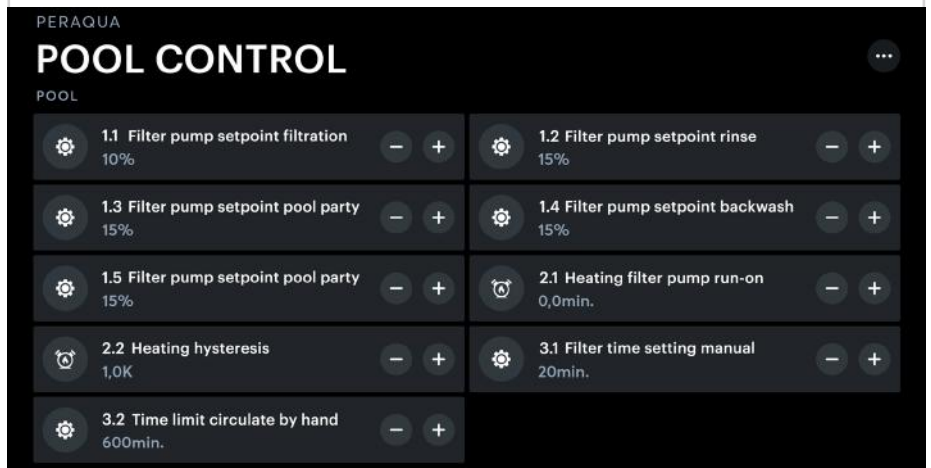 PERAQUA
POOL CONTROL
POOL
1.1 Filter pump setpoint filtration
10%
1.2 Filter pump setpoint rinse
15%
1.3 Filter pump setpoint pool party
15%
1.4 Filter pump setpoint backwash
15%
1.5 Filter pump setpoint pool party
15%
2.1 Heating filter pump run-on
0,0min.
2.2 Heating hysteresis
1,0K
3.1 Filter time setting manual
20min.
3.2 Time limit circulate by hand
600min.